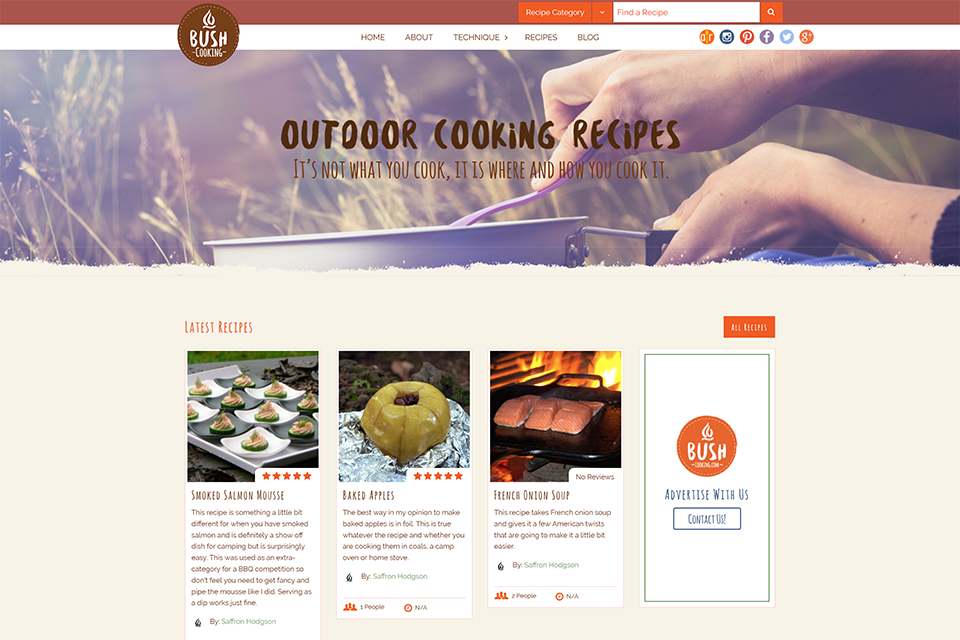 Recipe Category
Find a Recipe
BUSH
COOKING
HOME
ABOUT
TECHNIQUE
RECIPES
BLOG
OUTDOOR COOKING RECIPES
IT'S NOT WHAT YOU COOK, IT IS WHERE AND HOW YOU COOK IT.
LATEST RECIPES
ALL RECIPES
SMOKED SALMON MOUSSE
This recipe is something a little bit
different for when you have smoked
salmon and is definitely a show off
dish for camping but is surprisingly
easy. This was used as an extra-
category for a BBQ competition so
don't feel you need to get fancy and
pipe the mousse like I did. Serving as
a dip works just fine.
By: Saffron Hodgson
BAKED APPLES
The best way in my opinion to make
baked apples is in foil. This is true
whatever the recipe and whether you
are cooking them in coals, a camp
oven or home stove.
By: Saffron Hodgson
1 People
N/A
No Reviews
FRENCH ONION SOUP
This recipe takes French onion soup
and gives it a few American twists
that are going to make it a little bit
easier.
By: Saffron Hodgson
2 People
N/A
BUSH
COOKING.COM
ADVERTISE WITH US
CONTACT US!